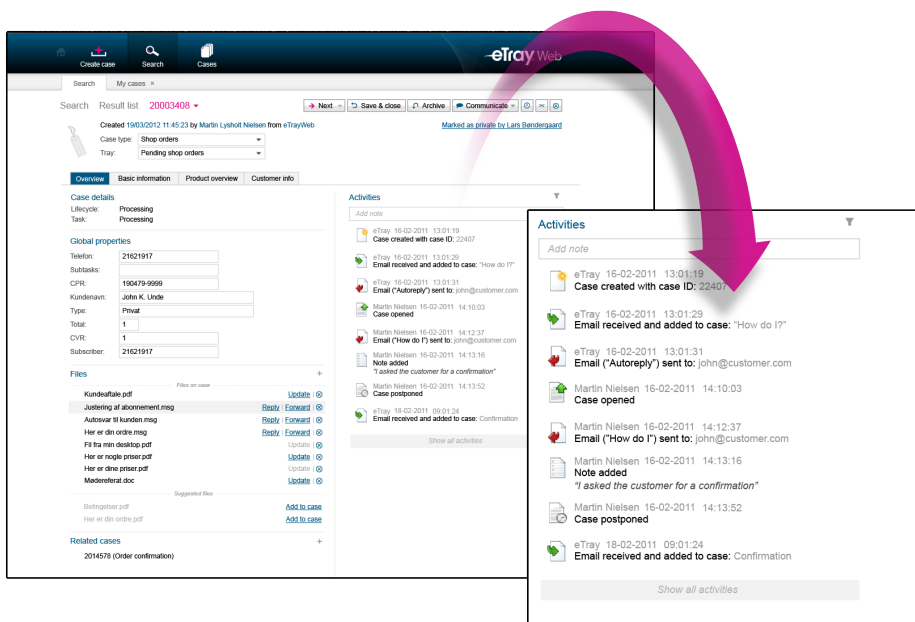 Create case
Search
Cases
eTray Web
Search
My cases ×
Search Result list 20003408
Next
Save & close
Archive
Communicate
Created 19/03/2012 11:45:23 by Martin Lysholt Nielsen from eTrayWeb
Marked as private by Lars Bøndergaard
Case type: Shop orders
Tray: Pending shop orders
Overview
Basic information
Product overview
Customer info
Case details
Lifecycle: Processing
Task: Processing
Global properties
Telefon: 21621917
Subtasks:
CPR: 190479-9999
Kundenavn: John K. Unde
Type: Privat
Total: 1
CVR: 1
Subscriber: 21621917
Files +
Files on case
Kundeaftale.pdf Update
Justering af abonnement.msg Reply Forward
Autosvar til kunden.msg Reply Forward
Her er din ordre.msg Reply Forward
Fil fra min desktop.pdf Update
Her er nogle priser.pdf Update
Her er dine priser.pdf Update
Mødereferat.doc Update
Suggested files
Betingelser.pdf Add to case
Her er din ordre.pdf Add to case
Related cases +
2014578 (Order confirmation)
Activities
Add note
eTray 16-02-2011 13:01:19
Case created with case ID: 22407
eTray 16-02-2011 13:01:29
Email received and added to case: "How do I?"
eTray 16-02-2011 13:01:31
Email ("Autoreply") sent to: john@customer.com
Martin Nielsen 16-02-2011 14:10:03
Case opened
Martin Nielsen 16-02-2011 14:12:37
Email ("How do I") sent to: john@customer.com
Martin Nielsen 16-02-2011 14:13:16
Note added
"I asked the customer for a confirmation"
Martin Nielsen 16-02-2011 14:13:52
Case postponed
eTray 18-02-2011 09:01:24
Email received and added to case: Confirmation
Show all activities
Activities
Add note
eTray 16-02-2011 13:01:19
Case created with case ID: 22407
eTray 16-02-2011 13:01:29
Email received and added to case: "How do I?"
eTray 16-02-2011 13:01:31
Email ("Autoreply") sent to: john@customer.com
Martin Nielsen 16-02-2011 14:10:03
Case opened
Martin Nielsen 16-02-2011 14:12:37
Email ("How do I") sent to: john@customer.com
Martin Nielsen 16-02-2011 14:13:16
Note added
"I asked the customer for a confirmation"
Martin Nielsen 16-02-2011 14:13:52
Case postponed
eTray 18-02-2011 09:01:24
Email received and added to case: Confirmation
Show all activities